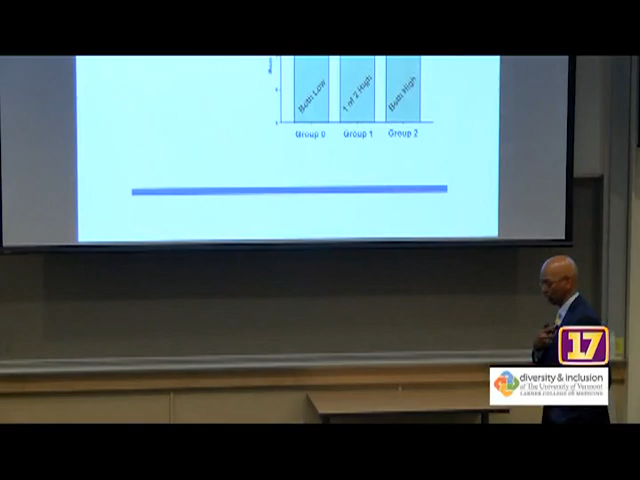 Both Low
1 of 2 High
Both High
Group 0
Group 1
Group 2
17
diversity & inclusion
at The University of Vermont
LARNER COLLEGE OF MEDICINE